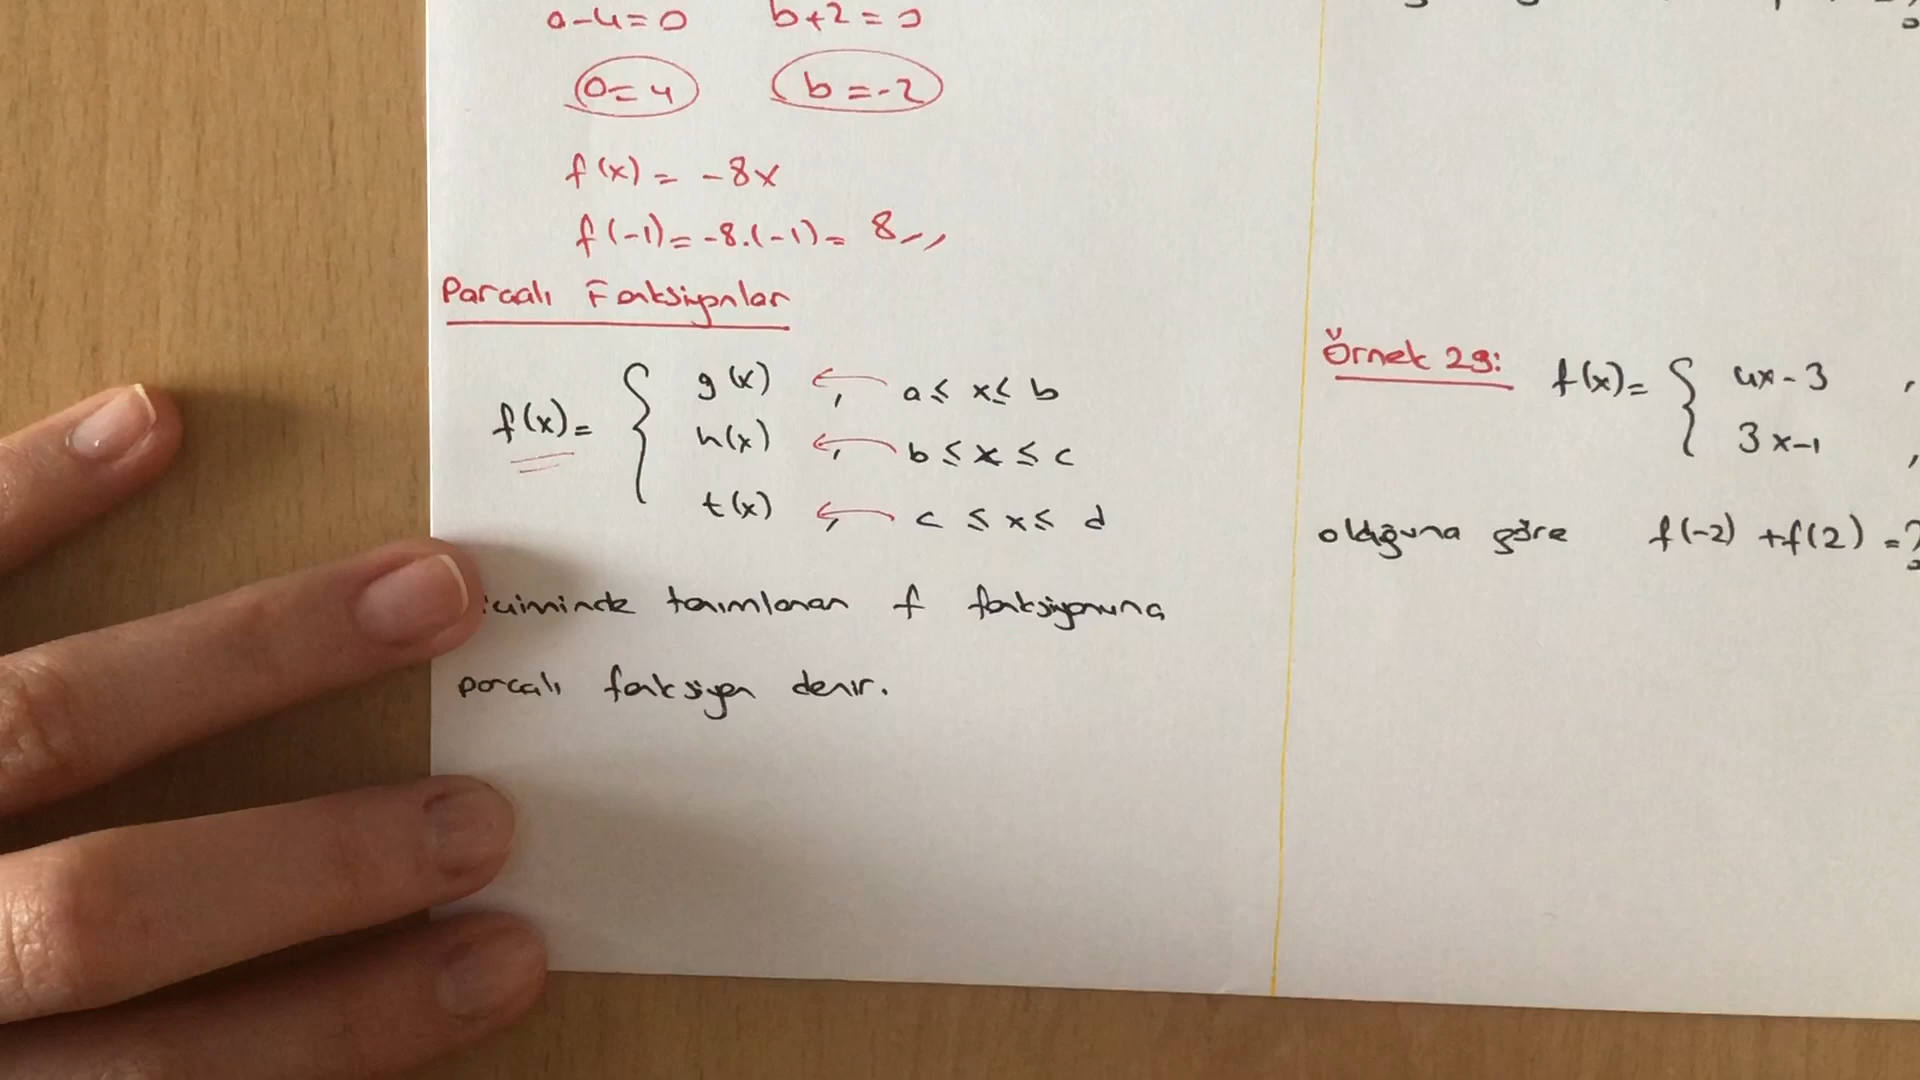 a-4=0 b+2=0
a=4 b=-2
f(x)= -8x
f(-1)= -8.(-1)= 8
Parçalı Fonksiyonlar
f(x)= { g(x) , a ≤ x ≤ b
h(x) , b ≤ x ≤ c
t(x) , c ≤ x ≤ d
tanımlanan f fonksiyonuna
parçalı fonksiyon denir.
Örnek 29: f(x)= { 4x-3 ,
3x-1 ,
olduğuna göre f(-2) +f(2) =?